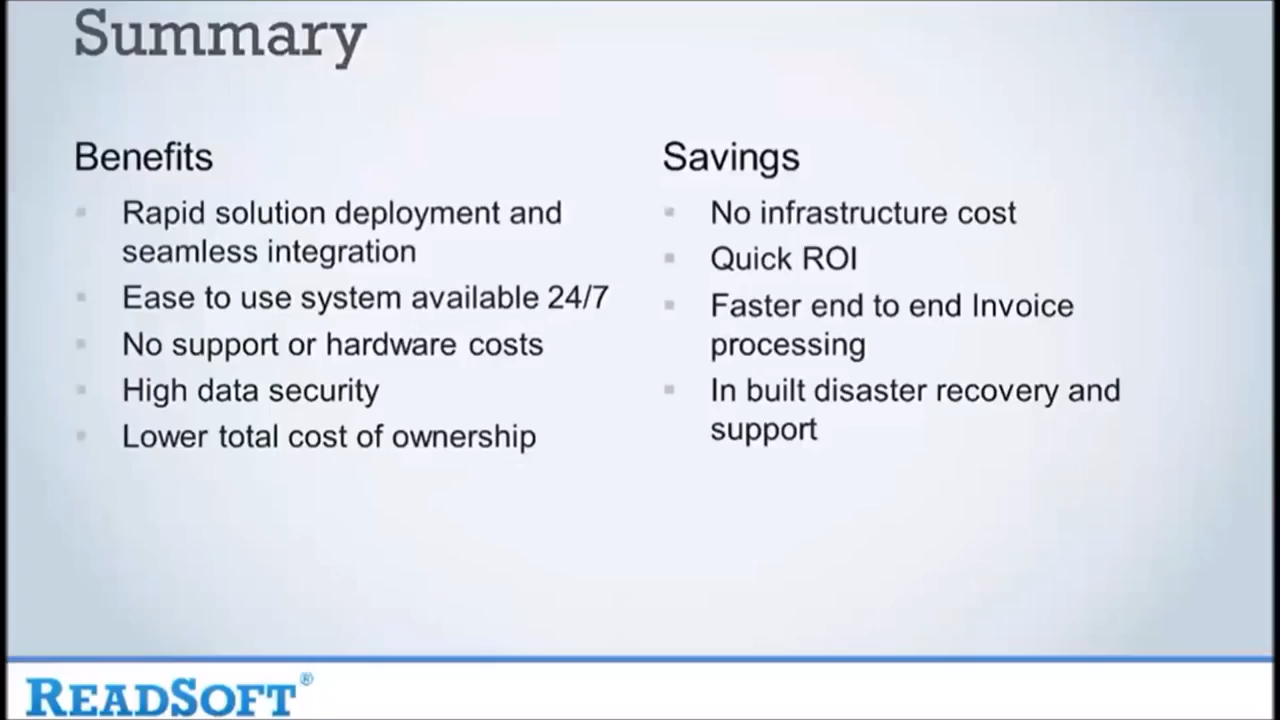 Summary
Benefits
Rapid solution deployment and
seamless integration
Ease to use system available 24/7
No support or hardware costs
High data security
Lower total cost of ownership
Savings
No infrastructure cost
Quick ROI
Faster end to end Invoice
processing
In built disaster recovery and
support
READSOFT®